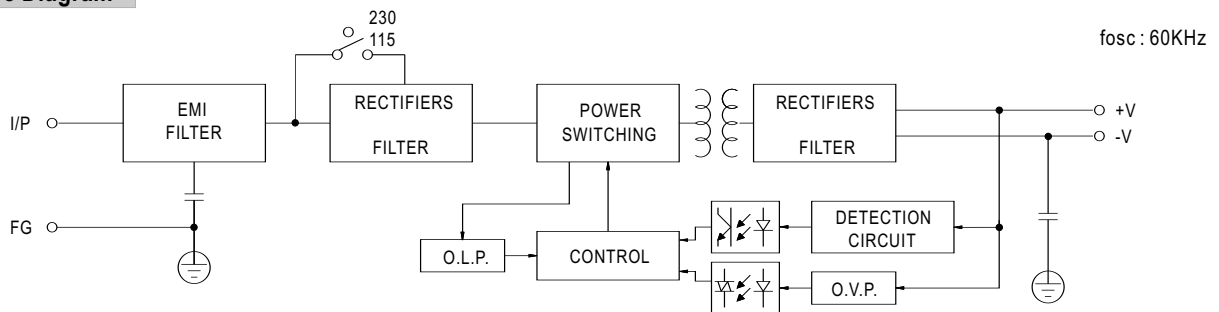 Diagram
230
115
fosc : 60KHz
EMI
FILTER
RECTIFIERS
FILTER
POWER
SWITCHING
RECTIFIERS
FILTER
I/P
+V
-V
FG
O.L.P.
CONTROL
DETECTION
CIRCUIT
O.V.P.